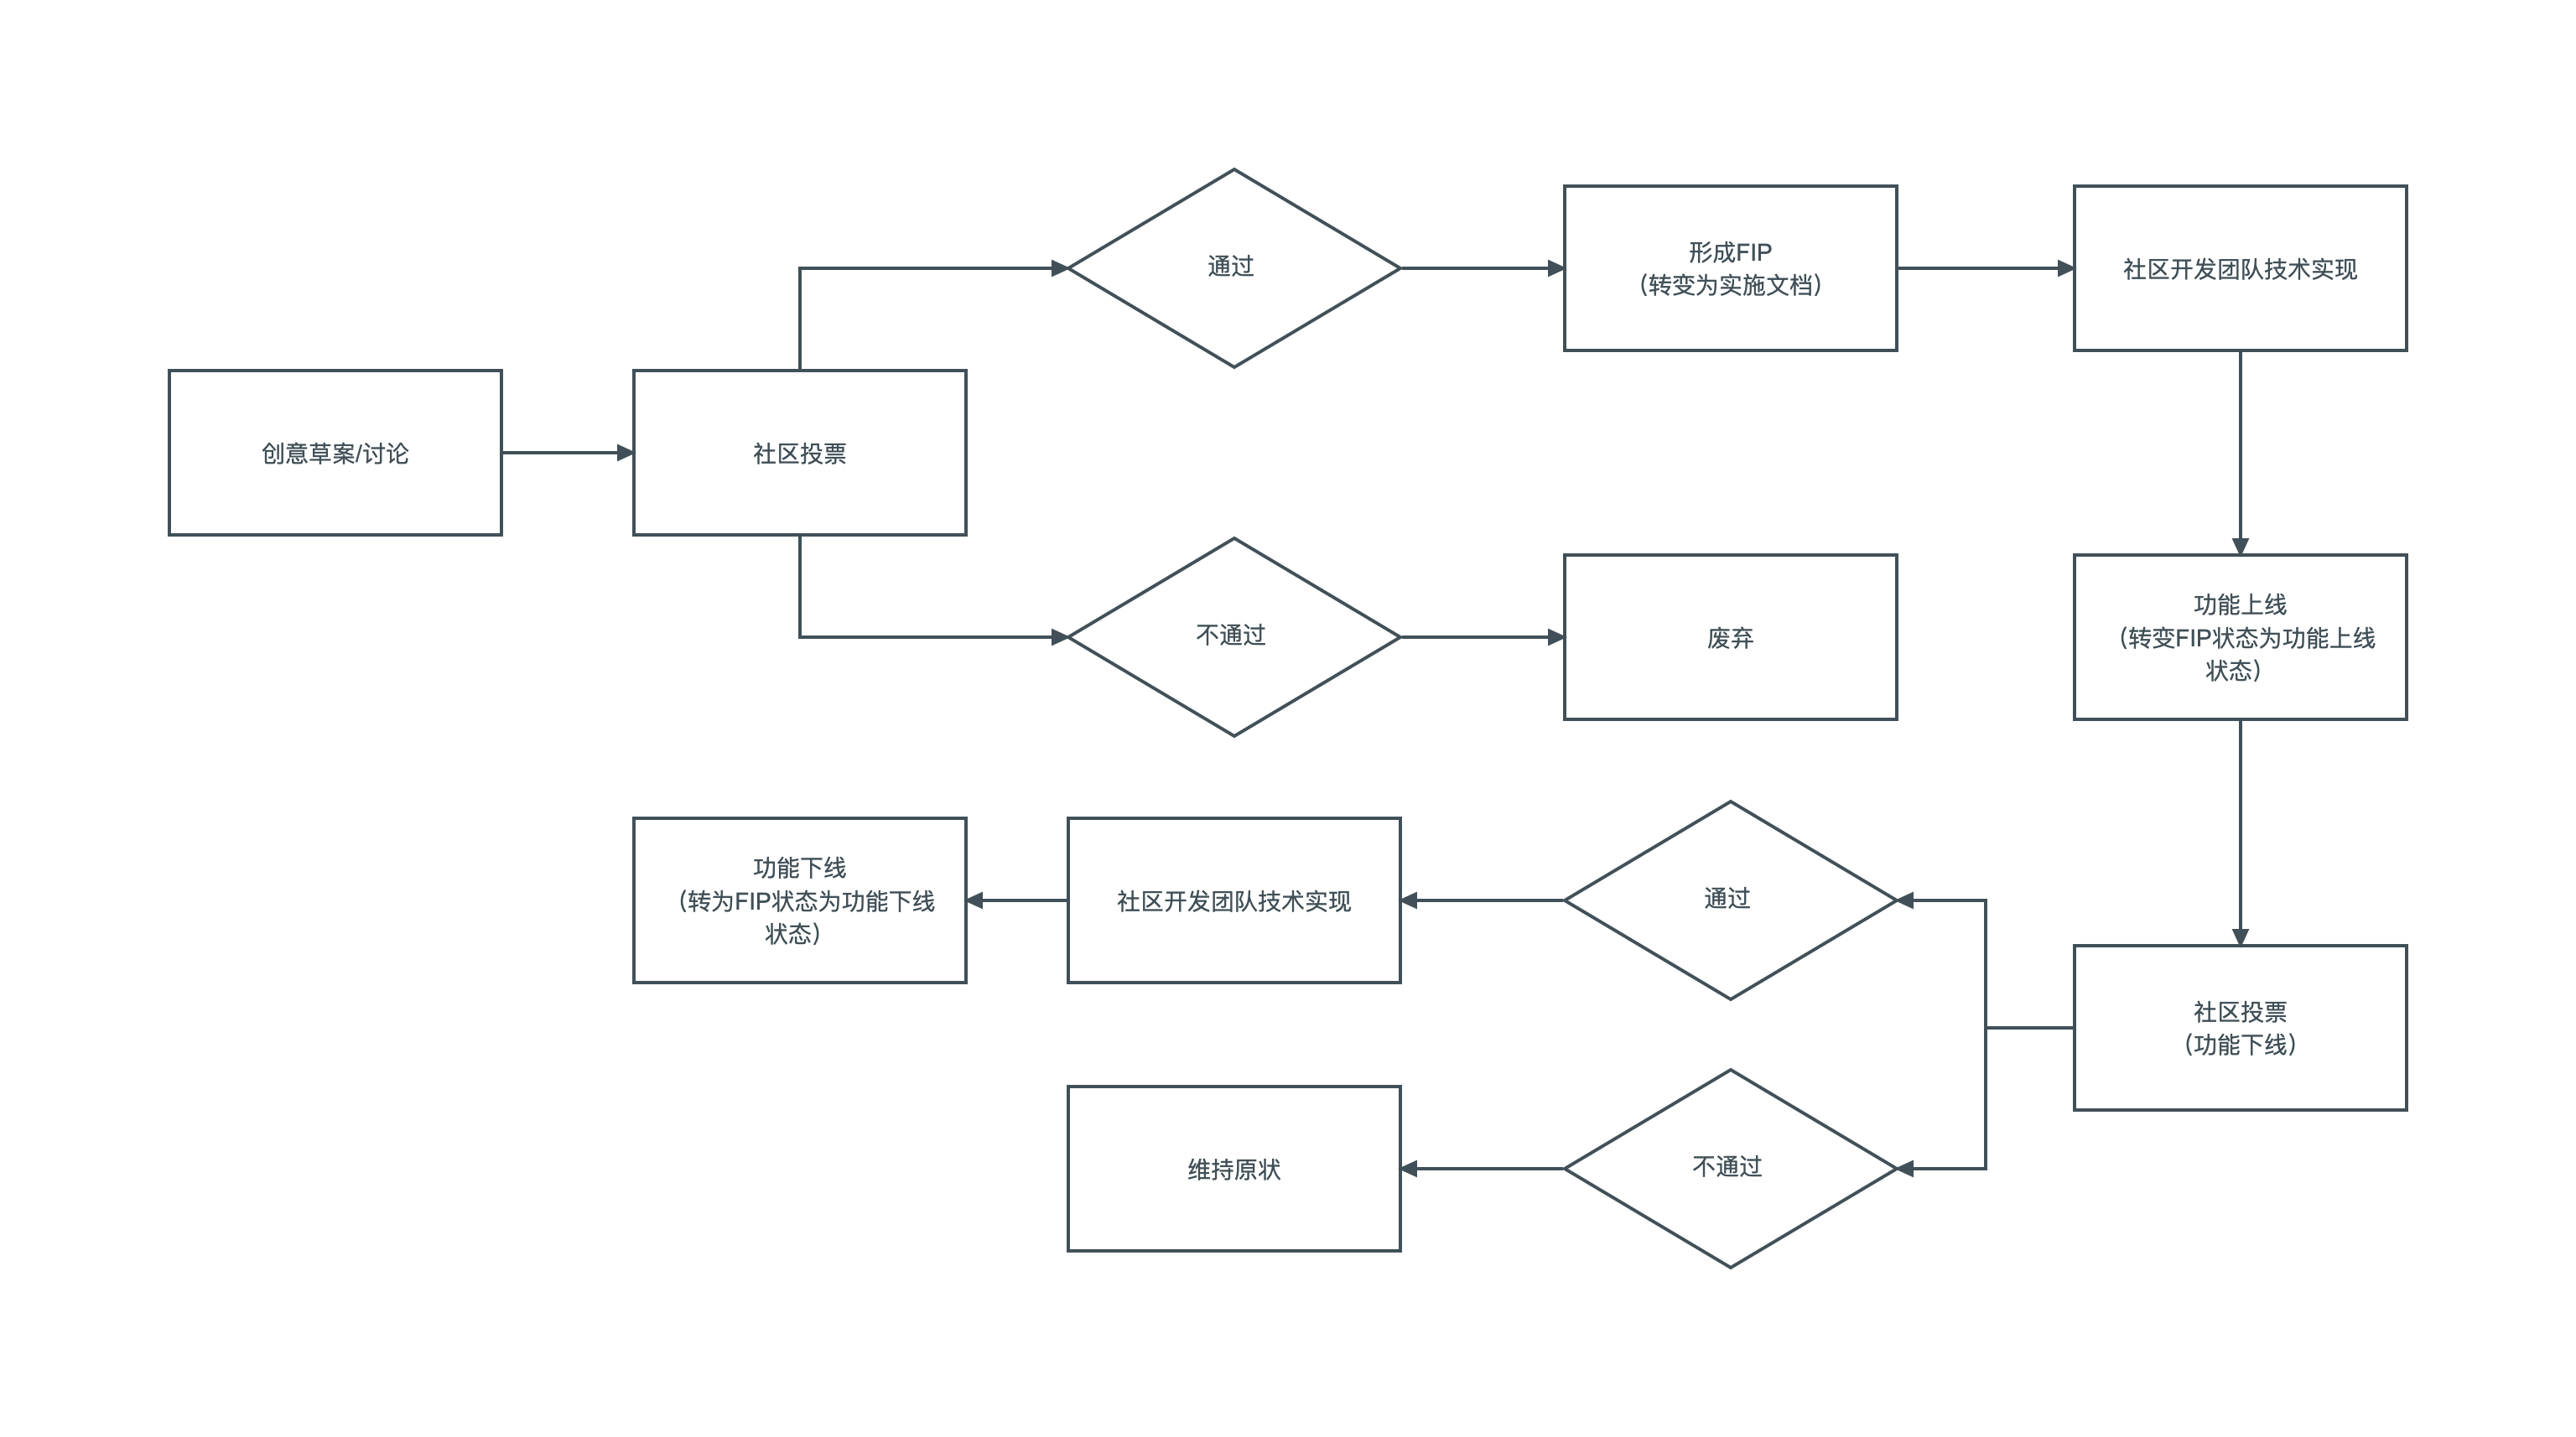 通过
形成FIP
（转变为实施文档）
社区开发团队技术实现
创意草案/讨论
社区投票
不通过
废弃
功能上线
（转变FIP状态为功能上线
状态）
功能下线
（转为FIP状态为功能下线
状态）
社区开发团队技术实现
通过
社区投票
（功能下线）
维持原状
不通过